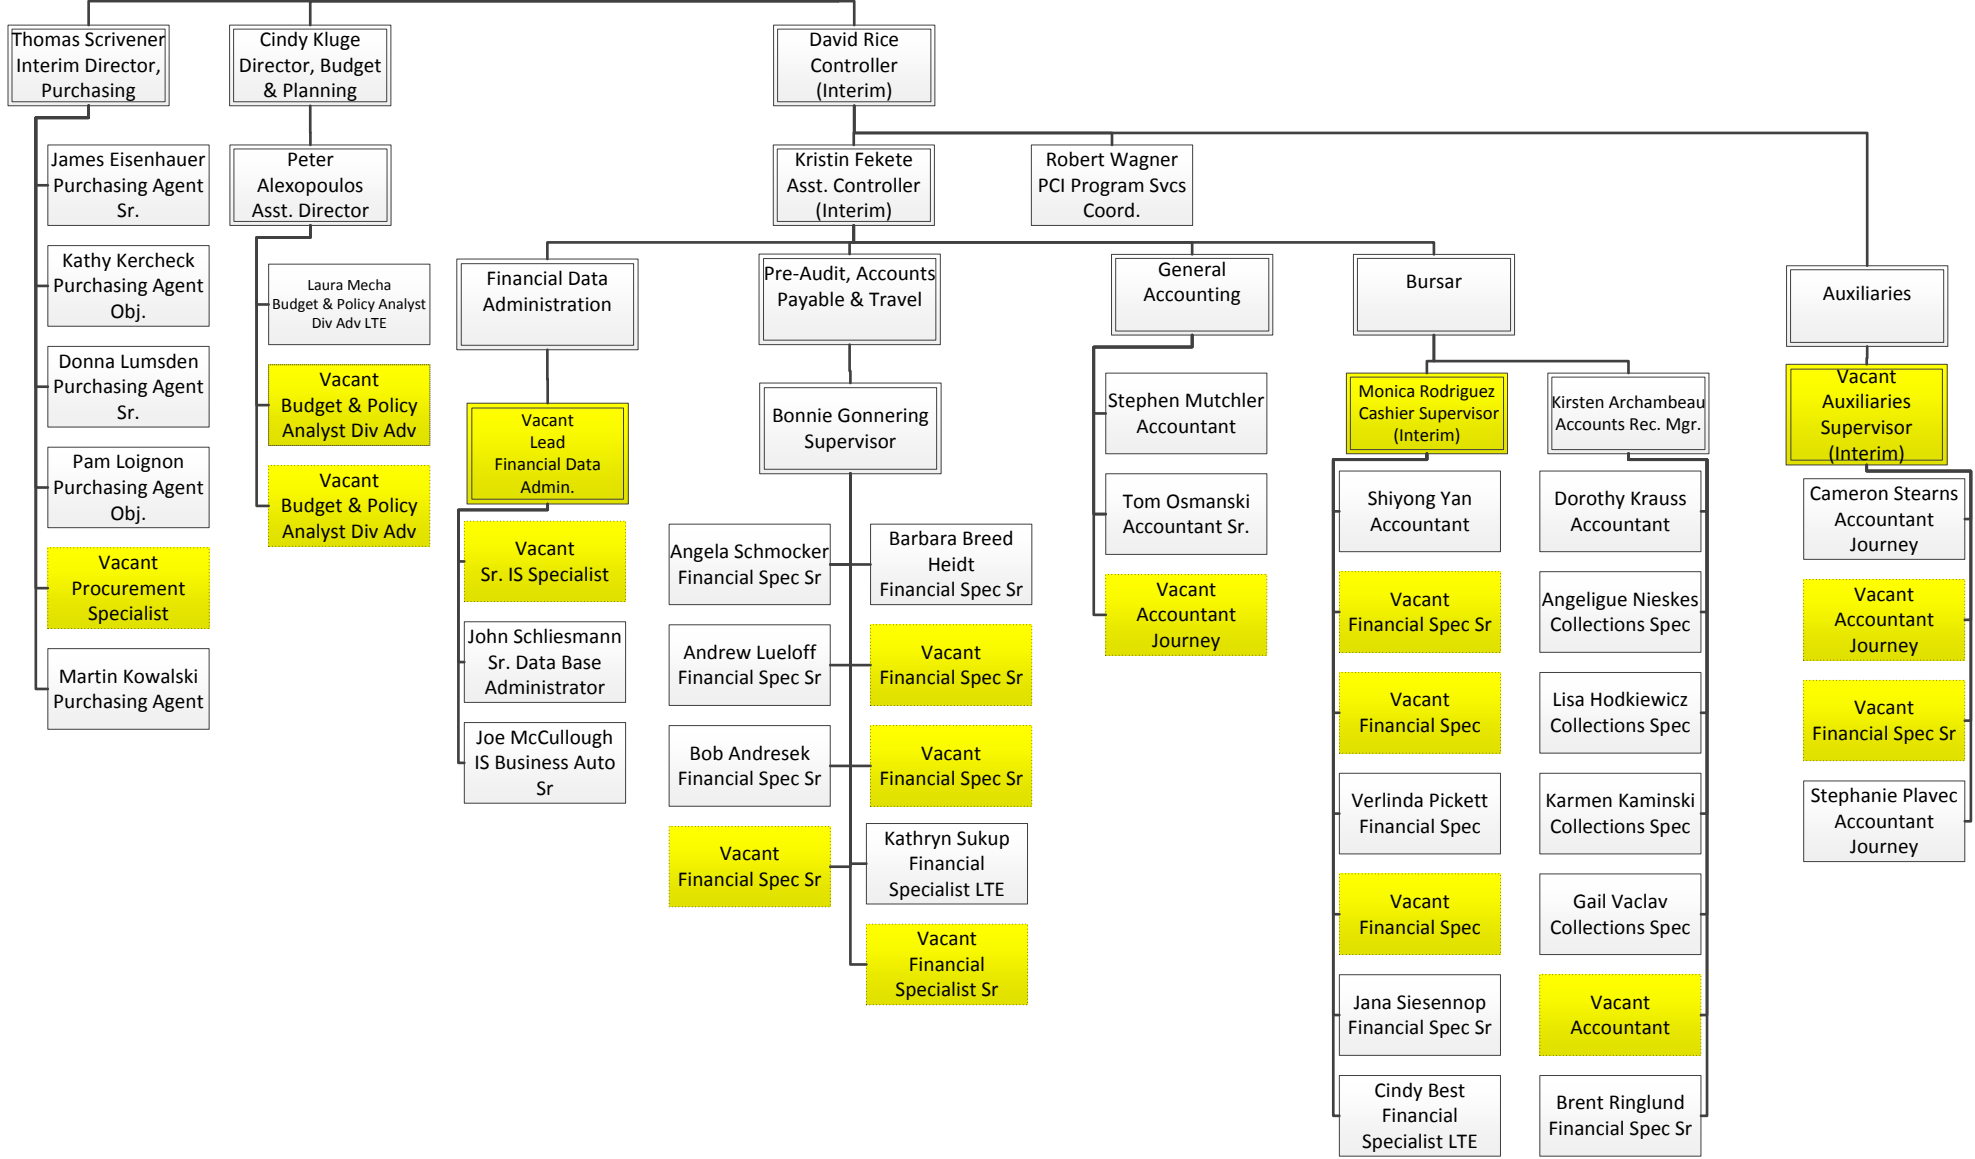 Thomas Scrivener
Interim Director,
Purchasing
Cindy Kluge
Director, Budget
& Planning
David Rice
Controller
(Interim)
James Eisenhauer
Purchasing Agent
Sr.
Kathy Kercheck
Purchasing Agent
Obj.
Donna Lumsden
Purchasing Agent
Sr.
Pam Loignon
Purchasing Agent
Obj.
Vacant
Procurement
Specialist
Martin Kowalski
Purchasing Agent
Peter
Alexopoulos
Asst. Director
Laura Mecha
Budget & Policy Analyst
Div Adv LTE
Vacant
Budget & Policy
Analyst Div Adv
Vacant
Budget & Policy
Analyst Div Adv
Kristin Fekete
Asst. Controller
(Interim)
Robert Wagner
PCI Program Svcs
Coord.
Financial Data
Administration
Vacant
Lead
Financial Data
Admin.
Vacant
Sr. IS Specialist
John Schliesmann
Sr. Data Base
Administrator
Joe McCullough
IS Business Auto
Sr
Pre-Audit, Accounts
Payable & Travel
Bonnie Gonnering
Supervisor
Angela Schmocker
Financial Spec Sr
Barbara Breed
Heidt
Financial Spec Sr
Andrew Lueloff
Financial Spec Sr
Vacant
Financial Spec Sr
Bob Andresek
Financial Spec Sr
Vacant
Financial Spec Sr
Vacant
Financial Spec Sr
Kathryn Sukup
Financial
Specialist LTE
Vacant
Financial
Specialist Sr
General
Accounting
Stephen Mutchler
Accountant
Tom Osmanski
Accountant Sr.
Vacant
Accountant
Journey
Bursar
Monica Rodriguez
Cashier Supervisor
(Interim)
Shiyong Yan
Accountant
Vacant
Financial Spec Sr
Vacant
Financial Spec
Verlinda Pickett
Financial Spec
Vacant
Financial Spec
Jana Siesennop
Financial Spec Sr
Cindy Best
Financial
Specialist LTE
Kirsten Archambeau
Accounts Rec. Mgr.
Dorothy Krauss
Accountant
Angeligue Nieskes
Collections Spec
Lisa Hodkiewicz
Collections Spec
Karmen Kaminski
Collections Spec
Gail Vaclav
Collections Spec
Vacant
Accountant
Brent Ringlund
Financial Spec Sr
Auxiliaries
Vacant
Auxiliaries
Supervisor
(Interim)
Cameron Stearns
Accountant
Journey
Vacant
Accountant
Journey
Vacant
Financial Spec Sr
Stephanie Plavec
Accountant
Journey